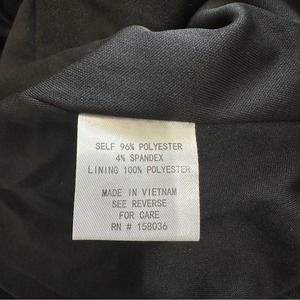 SELF 96% POLYESTER
4% SPANDEX
LINING 100% POLYESTER
MADE IN VIETNAM
SEE REVERSE
FOR CARE
RN # 158036